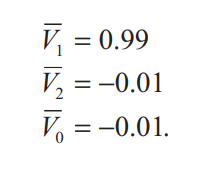 V̅₁ = 0.99
V̅₂ = −0.01
V̅₀ = −0.01.